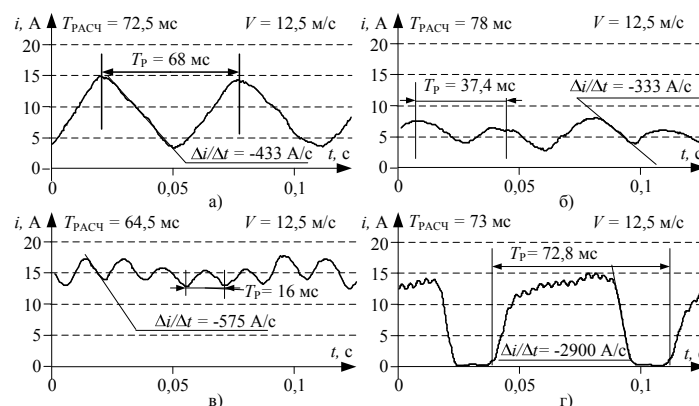 i, А T_РАСЧ = 72,5 мс V = 12,5 м/с
20
15
10
5
0
T_Р = 68 мс
Δi/Δt = -433 А/с
t, с
0 0,05 0,1
а)
i, А T_РАСЧ = 78 мс V = 12,5 м/с
20
15
10
5
0
T_Р = 37,4 мс
Δi/Δt = -333 А/с
t, с
0 0,05 0,1
б)
i, А T_РАСЧ = 64,5 мс V = 12,5 м/с
20
15
10
5
0
T_Р= 16 мс
Δi/Δt = -575 А/с
t, с
0 0,05 0,1
в)
i, А T_РАСЧ = 73 мс V = 12,5 м/с
20
15
10
5
0
T_Р= 72,8 мс
Δi/Δt= -2900 А/с
t, с
0 0,05 0,1
г)